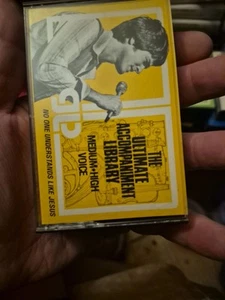 THE
ULTIMATE
ACCOMPANIMENT
LIBRARY
MEDIUM-HIGH
VOICE
NO ONE UNDERSTANDS LIKE JESUS